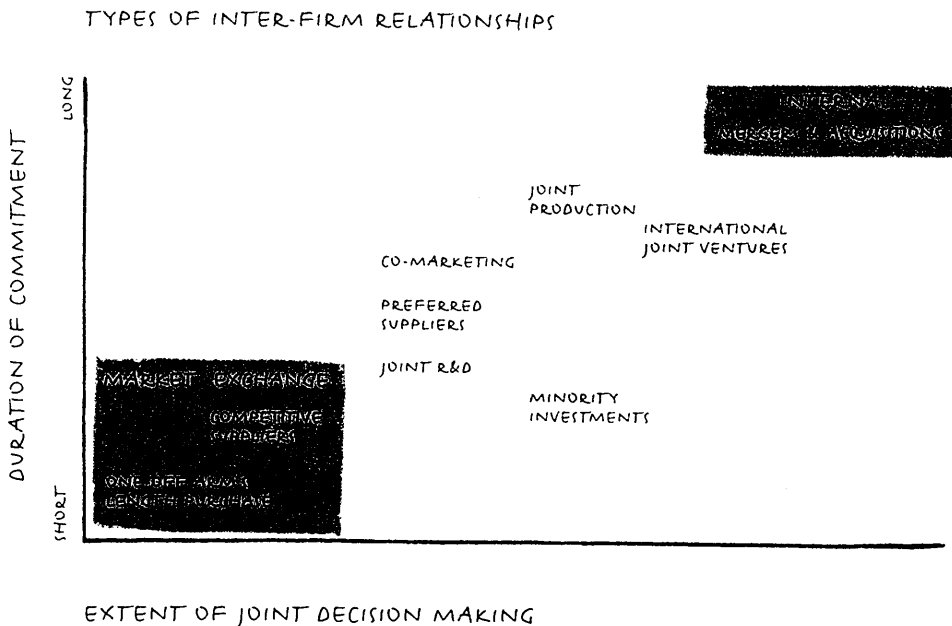 TYPES OF INTER-FIRM RELATIONSHIPS
LONG
INTERNAL
MERGERS & ACQUISITIONS
JOINT
PRODUCTION
INTERNATIONAL
JOINT VENTURES
CO-MARKETING
PREFERRED
SUPPLIERS
JOINT R&D
MARKET EXCHANGE
COMPETITIVE
SUPPLIERS
MINORITY
INVESTMENTS
ONE-OFF ARM'S
LENGTH PURCHASE
DURATION OF COMMITMENT
SHORT
EXTENT OF JOINT DECISION MAKING